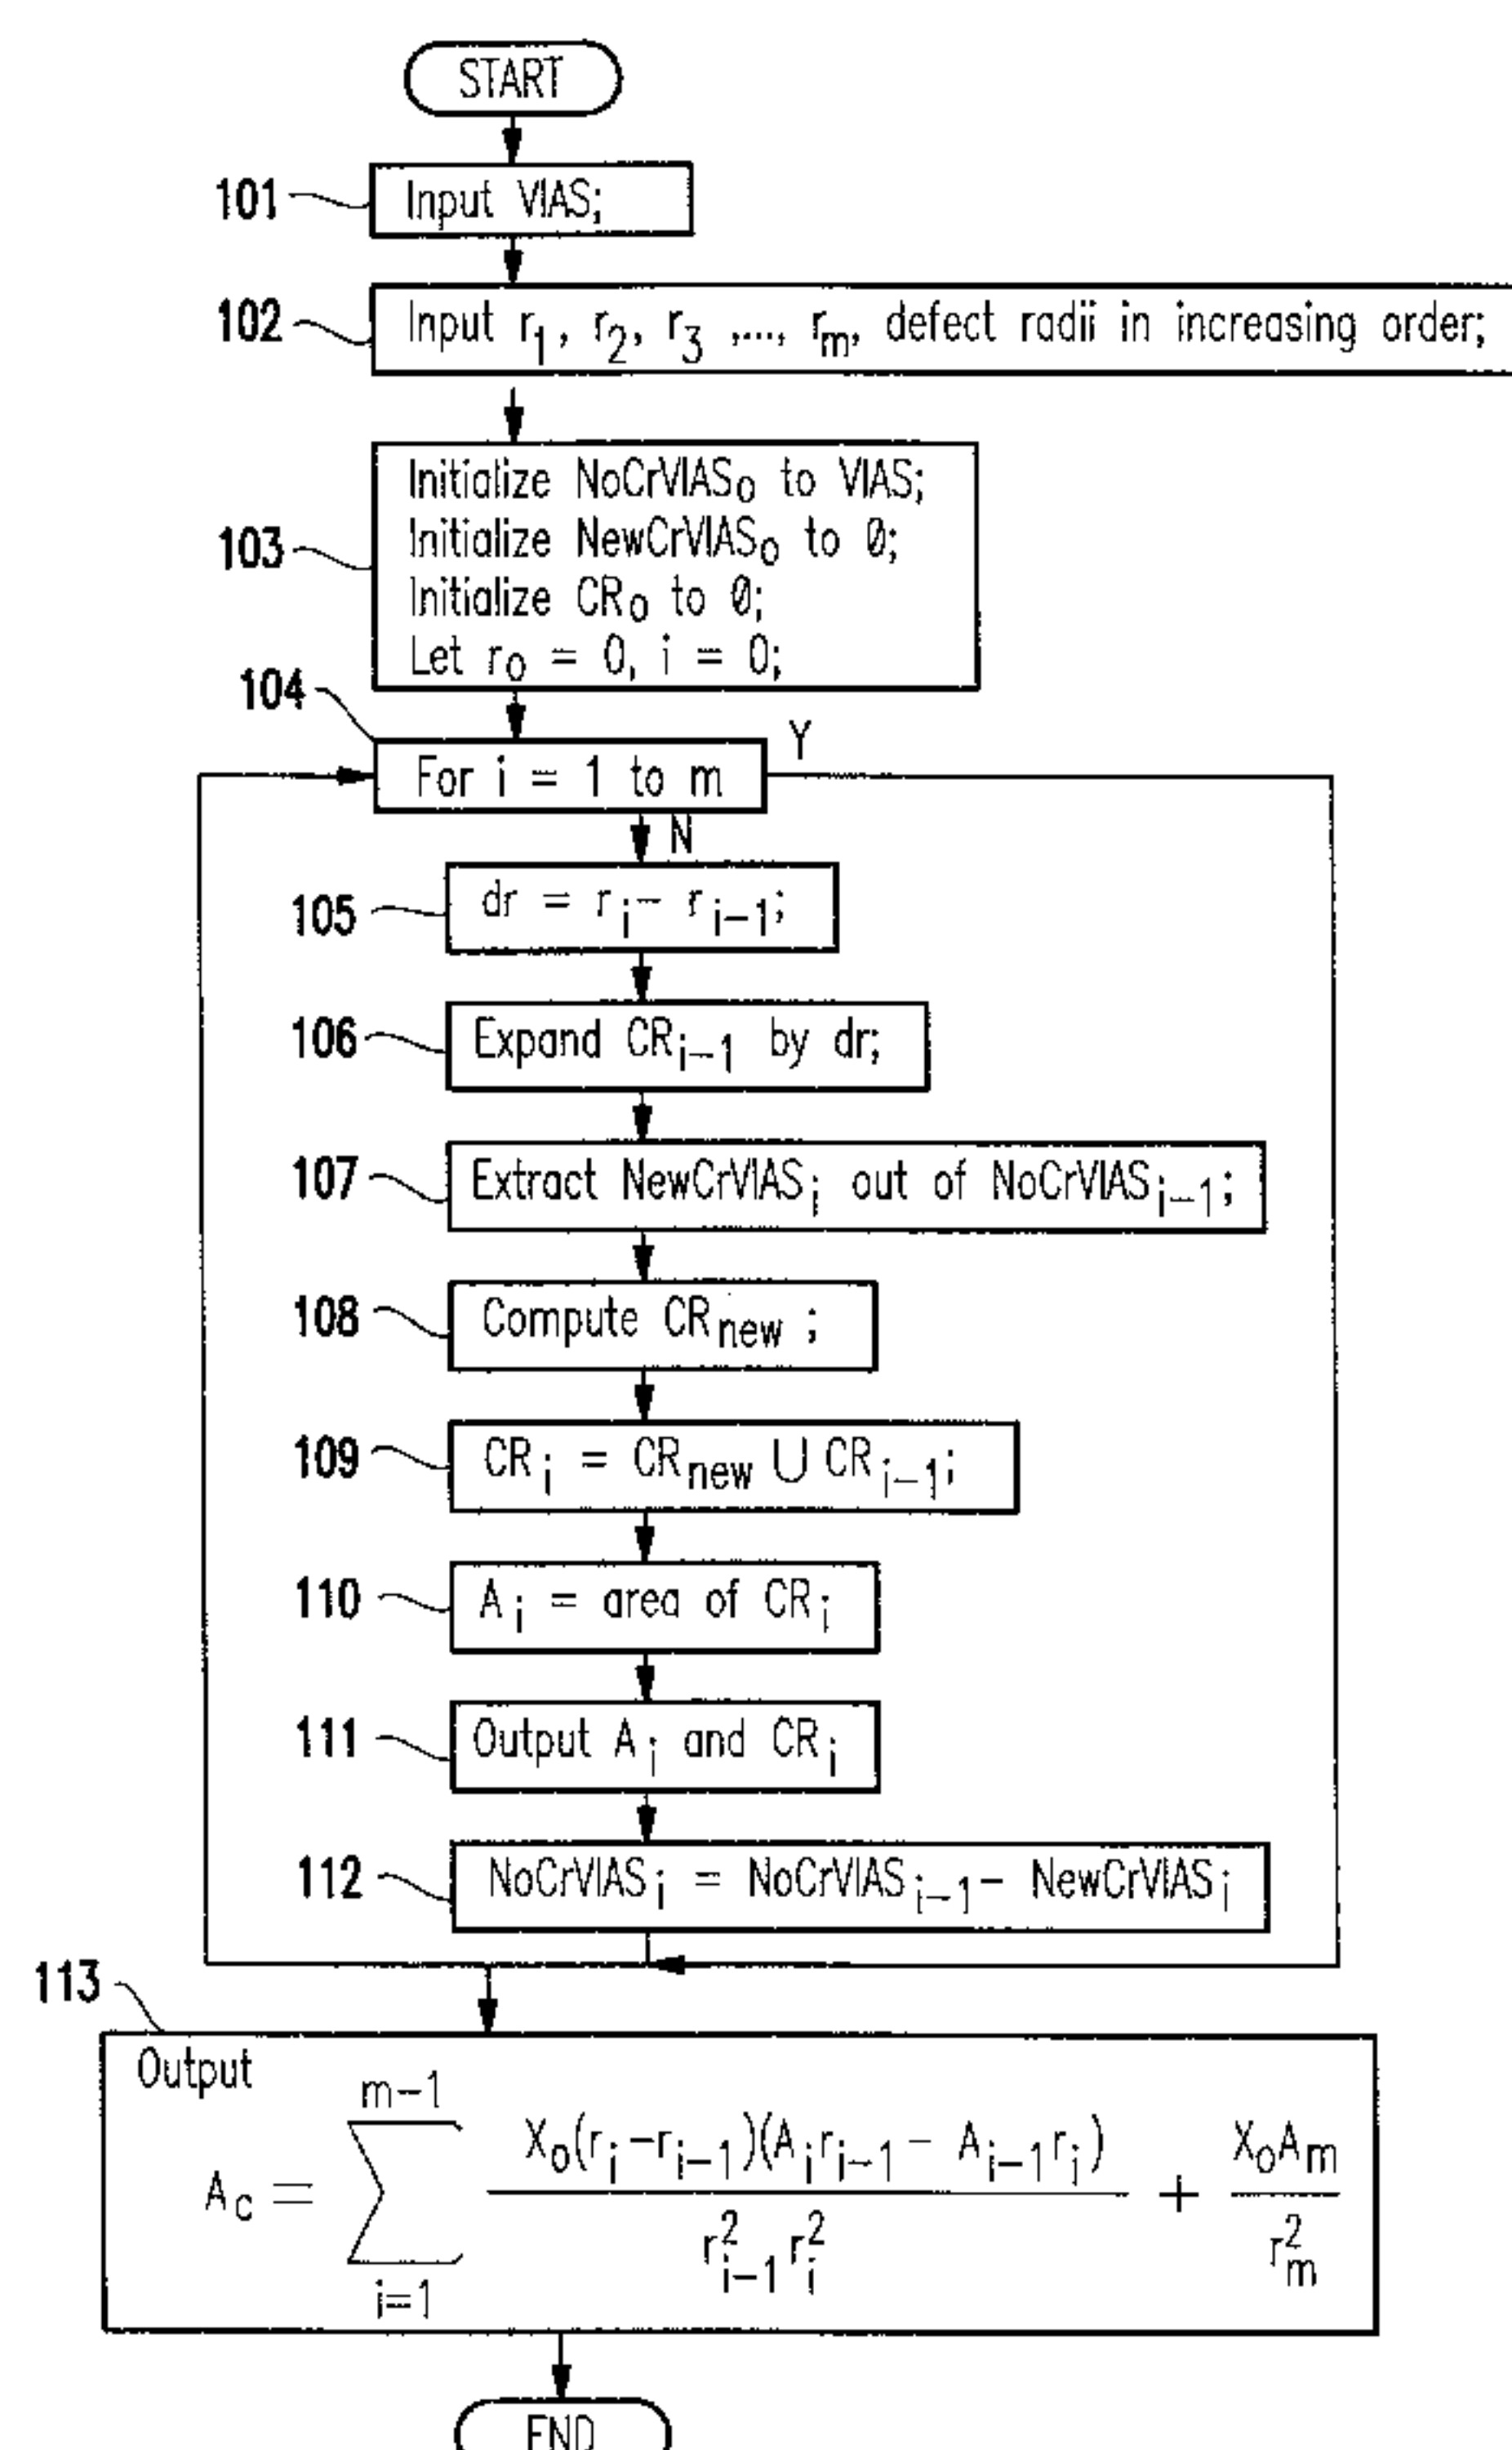 START
101
Input VIAS;
102
Input r1, r2, r3 ,..., rm, defect radii in increasing order;
103
Initialize NoCrVIAS0 to VIAS;
Initialize NewCrVIAS0 to Ø;
Initialize CR0 to Ø;
Let r0 = 0, i = 0;
104
For i = 1 to m
Y
N
105
dr = ri – ri–1;
106
Expand CRi–1 by dr;
107
Extract NewCrVIASi out of NoCrVIASi–1;
108
Compute CRnew ;
109
CRi = CRnew ∪ CRi–1;
110
Ai = area of CRi
111
Output Ai and CRi
112
NoCrVIASi = NoCrVIASi–1 – NewCrVIASi
113
Output
Ac = ∑ i=1 m–1 X0(ri–ri–1)(Airi–1 – Ai–1ri) / r²i–1 r²i + X0Am / r²m
END